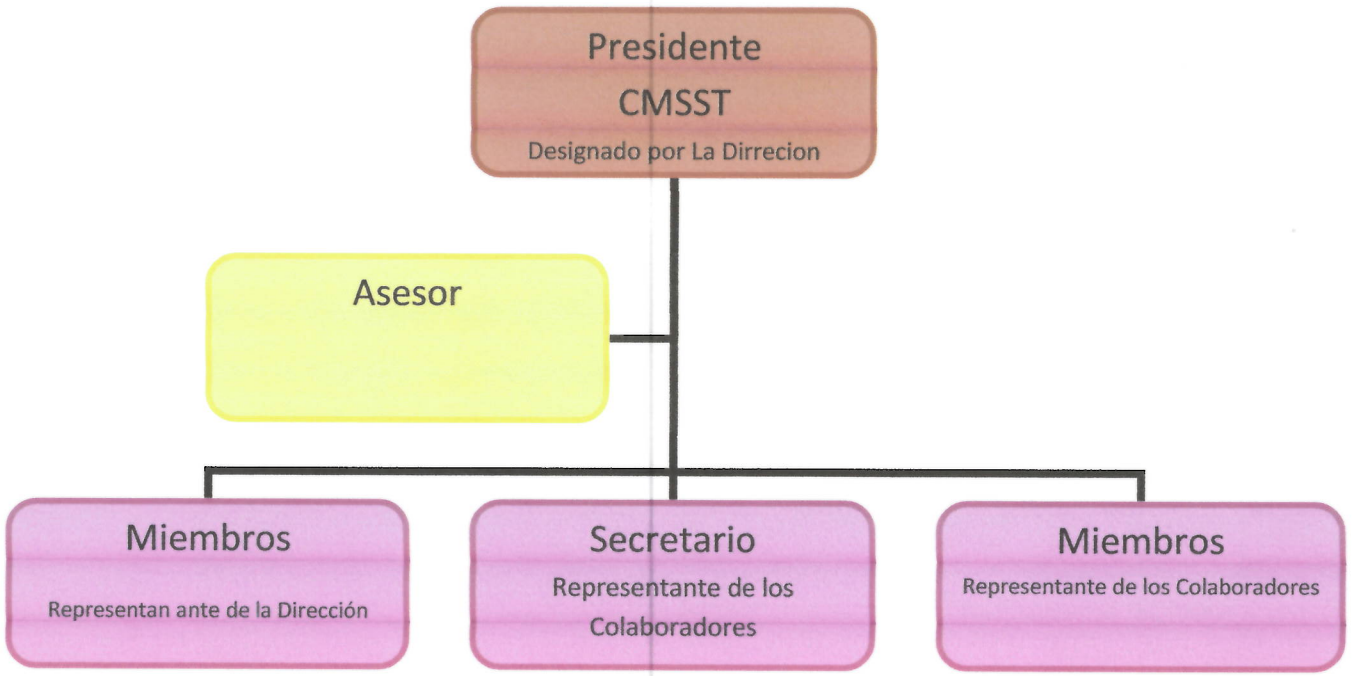 Presidente
CMSST
Designado por La Dirrecion
Asesor
Miembros
Representan ante de la Dirección
Secretario
Representante de los
Colaboradores
Miembros
Representante de los Colaboradores